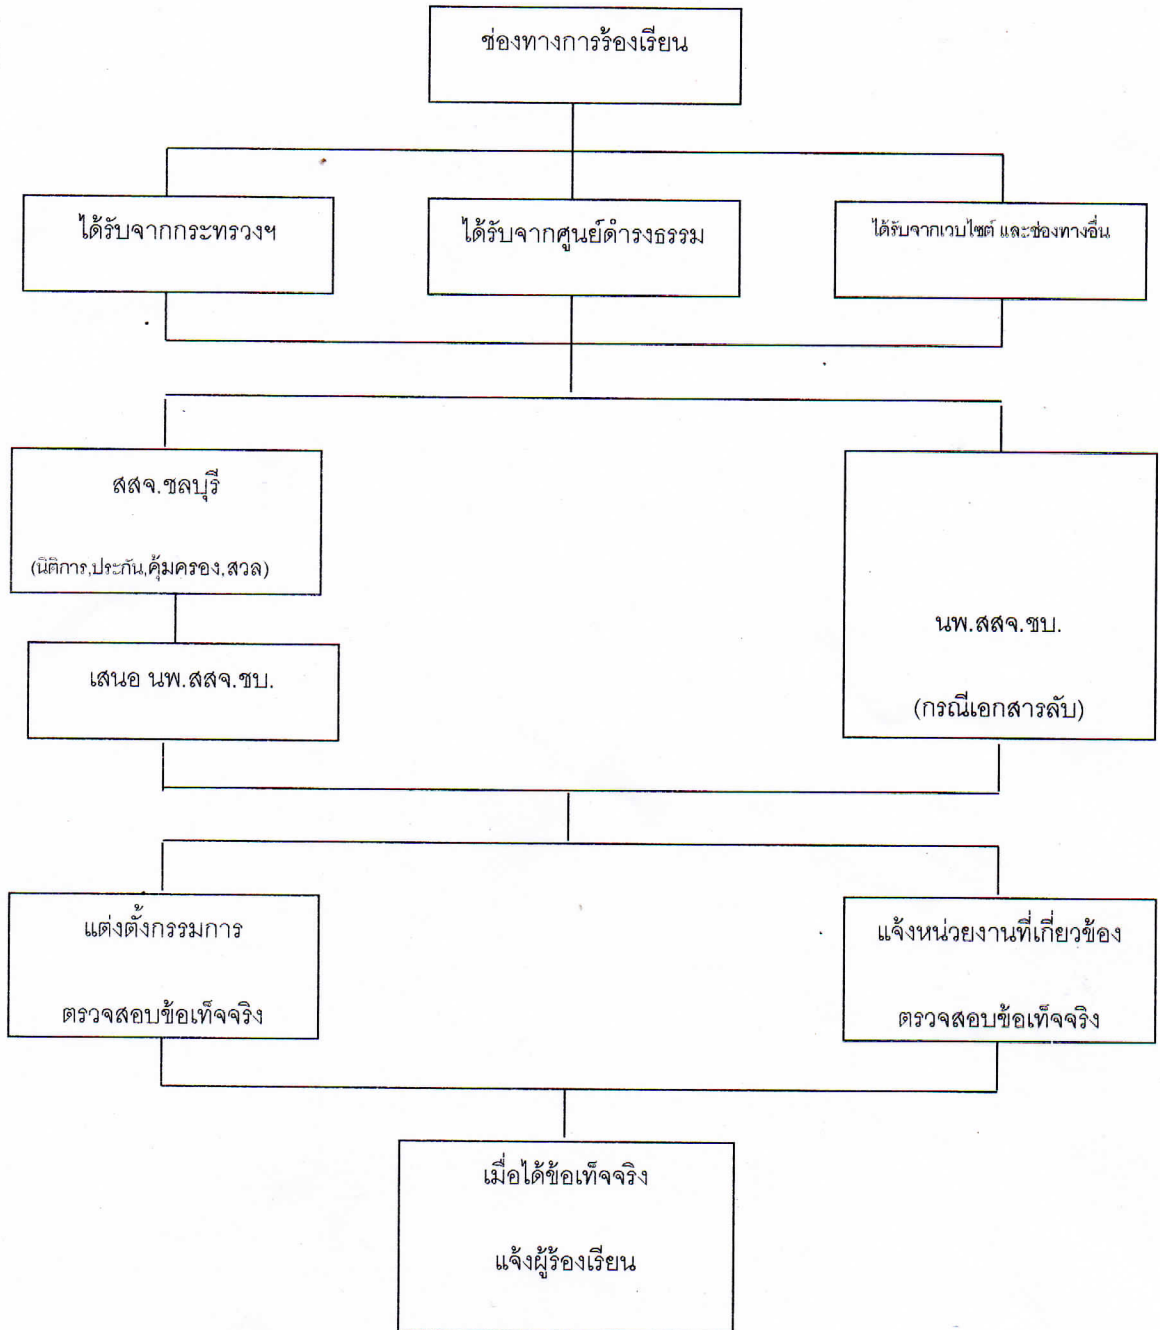 ช่องทางการร้องเรียน
ได้รับจากกระทรวงฯ
ได้รับจากศูนย์ดำรงธรรม
ได้รับจากเวบไซต์ และช่องทางอื่น
สสจ.ชลบุรี
(นิติการ,ประกัน,คุ้มครอง,สวล)
เสนอ นพ.สสจ.ชบ.
นพ.สสจ.ชบ.
(กรณีเอกสารลับ)
แต่งตั้งกรรมการ
ตรวจสอบข้อเท็จจริง
แจ้งหน่วยงานที่เกี่ยวข้อง
ตรวจสอบข้อเท็จจริง
เมื่อได้ข้อเท็จจริง
แจ้งผู้ร้องเรียน